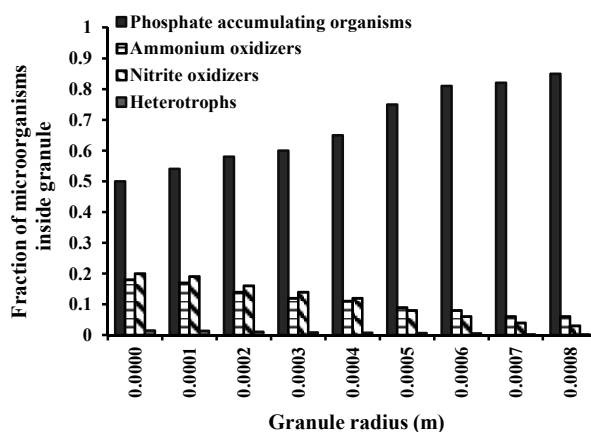 Phosphate accumulating organisms
Ammonium oxidizers
Nitrite oxidizers
Heterotrophs
1
0.9
0.8
0.7
0.6
0.5
0.4
0.3
0.2
0.1
0
Fraction of microorganisms
inside granule
0.0000
0.0001
0.0002
0.0003
0.0004
0.0005
0.0006
0.0007
0.0008
Granule radius (m)